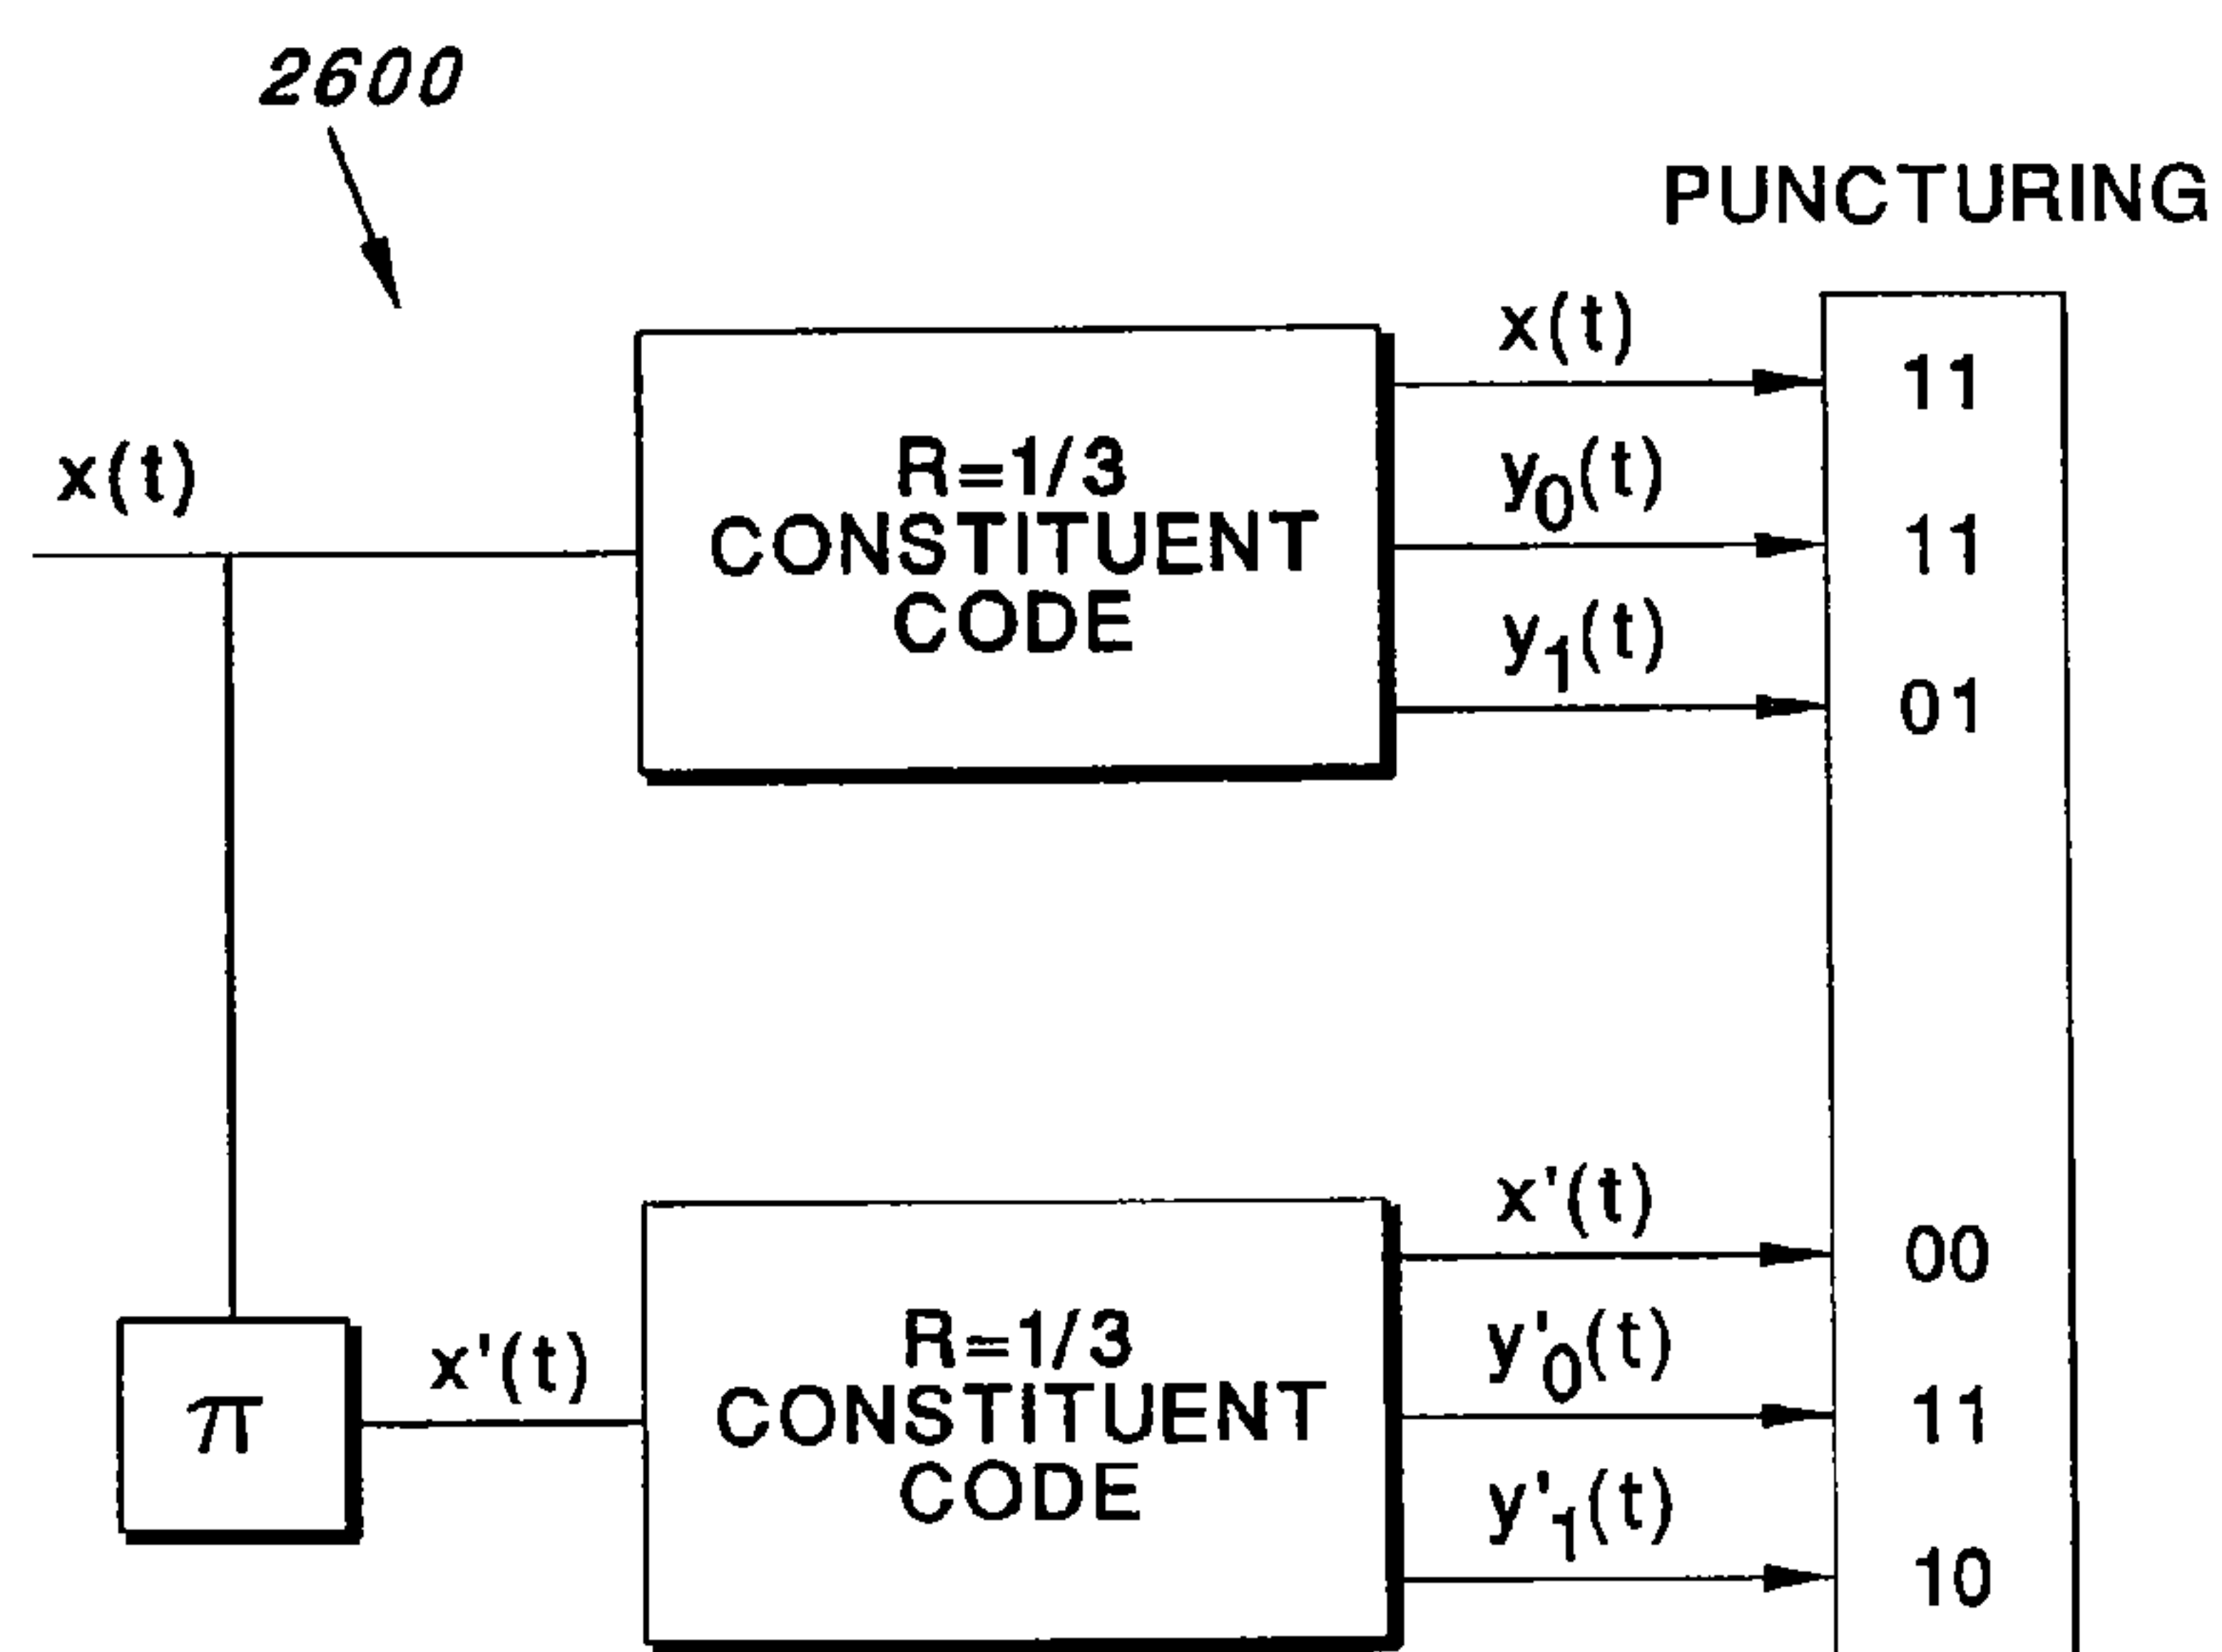 2600
PUNCTURING
x(t)
R=1/3
CONSTITUENT
CODE
x(t)
11
y0(t)
11
y1(t)
01
π
x'(t)
R=1/3
CONSTITUENT
CODE
x'(t)
00
y'0(t)
11
y'1(t)
10